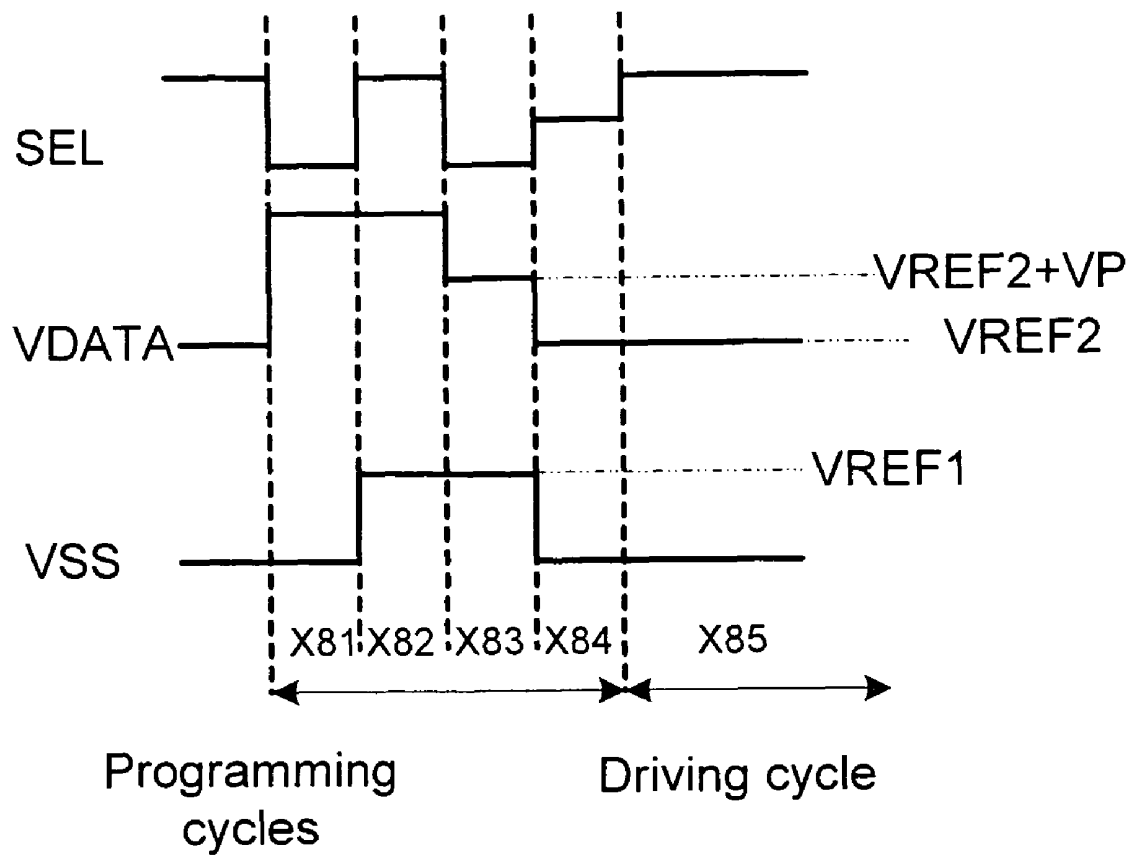 SEL
VREF2+VP
VDATA
VREF2
VREF1
VSS
X81 X82 X83 X84 X85
Programming
cycles
Driving cycle